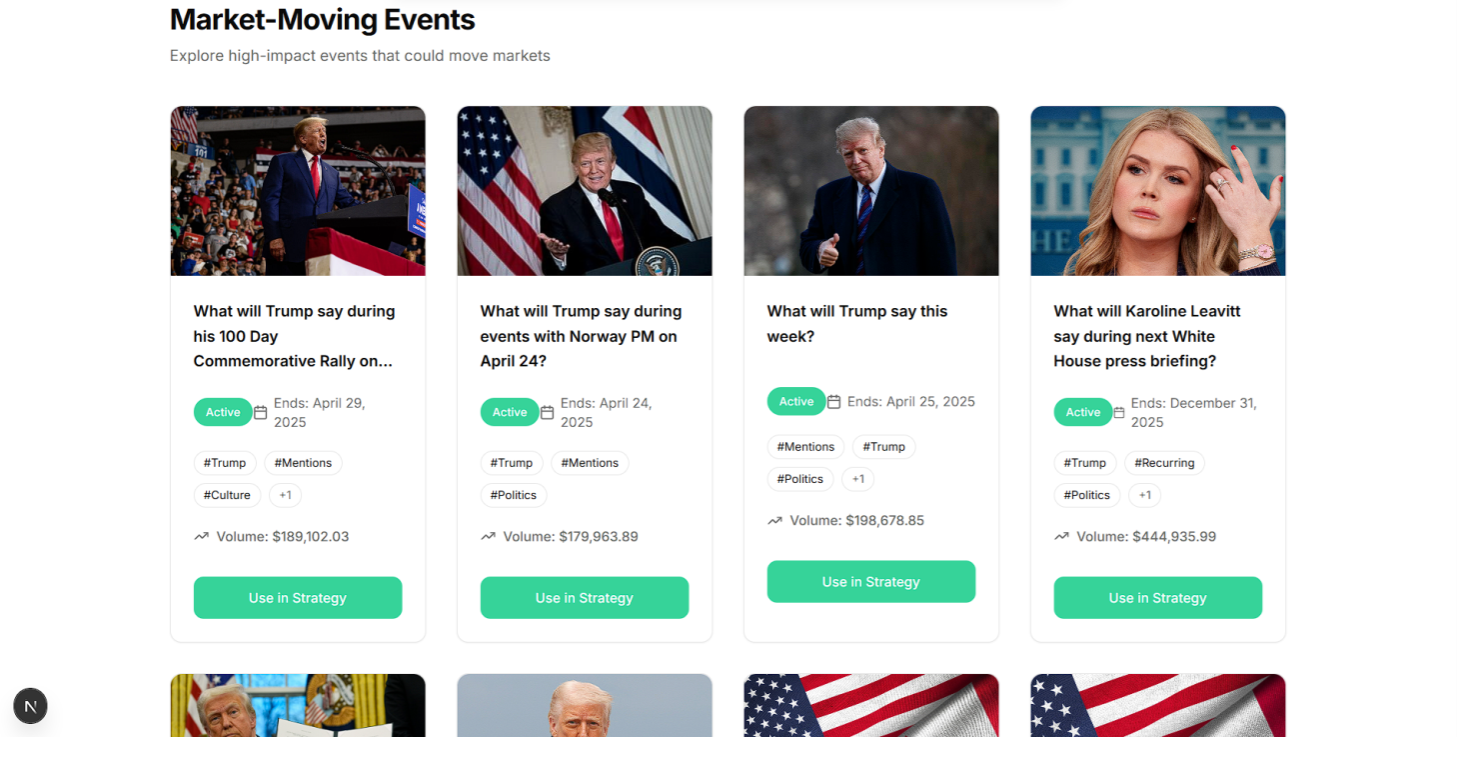 Market-Moving Events
Explore high-impact events that could move markets
101
HE
What will Trump say during
his 100 Day
Commemorative Rally on...
Active
Ends: April 29,
2025
#Trump
#Mentions
#Culture
+1
Volume: $189,102.03
Use in Strategy
What will Trump say during
events with Norway PM on
April 24?
Active
Ends: April 24,
2025
#Trump
#Mentions
#Politics
Volume: $179,963.89
Use in Strategy
What will Trump say this
week?
Active
Ends: April 25, 2025
#Mentions
#Trump
#Politics
+1
Volume: $198,678.85
Use in Strategy
What will Karoline Leavitt
say during next White
House press briefing?
Active
Ends: December 31,
2025
#Trump
#Recurring
#Politics
+1
Volume: $444,935.99
Use in Strategy
N